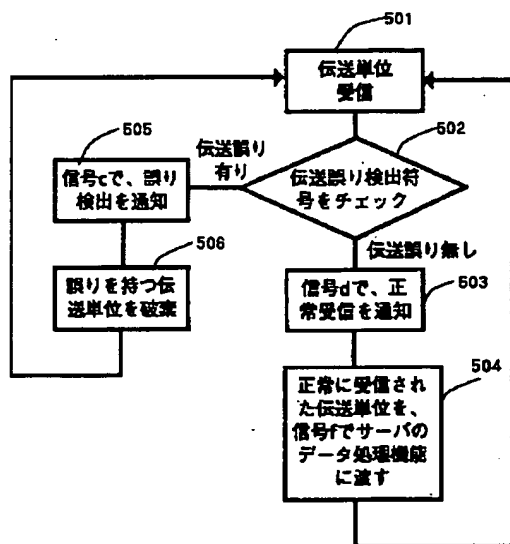 501
伝送単位
受信
502
伝送誤り検出符
号をチェック
伝送誤り
有り
505
信号cで、誤り
検出を通知
506
誤りを持つ伝
送単位を破棄
伝送誤り無し
503
信号dで、正
常受信を通知
504
正常に受信され
た伝送単位を、
信号fでサーバの
データ処理機能
に渡す